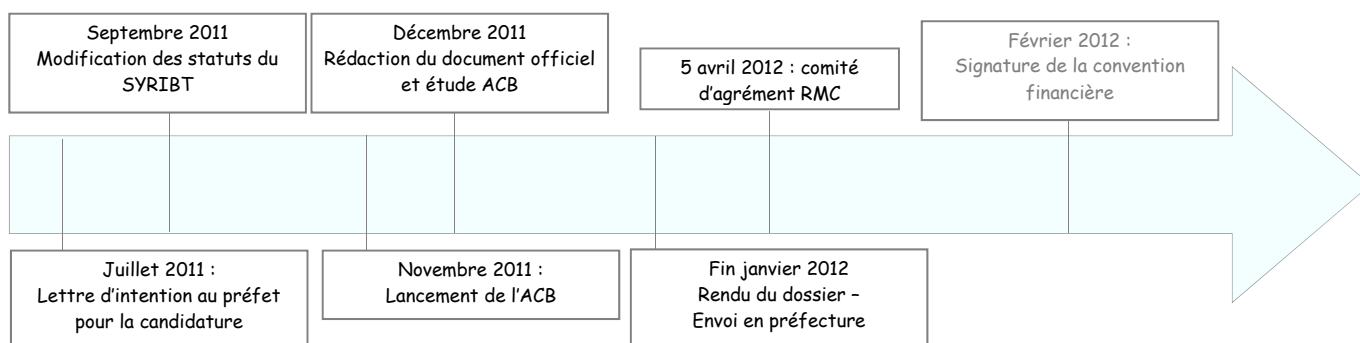 Septembre 2011
Modification des statuts du
SYRIBT
Décembre 2011
Rédaction du document officiel
et étude ACB
5 avril 2012 : comité
d'agrément RMC
Février 2012 :
Signature de la convention
financière
Juillet 2011 :
Lettre d'intention au préfet
pour la candidature
Novembre 2011 :
Lancement de l'ACB
Fin janvier 2012
Rendu du dossier –
Envoi en préfecture